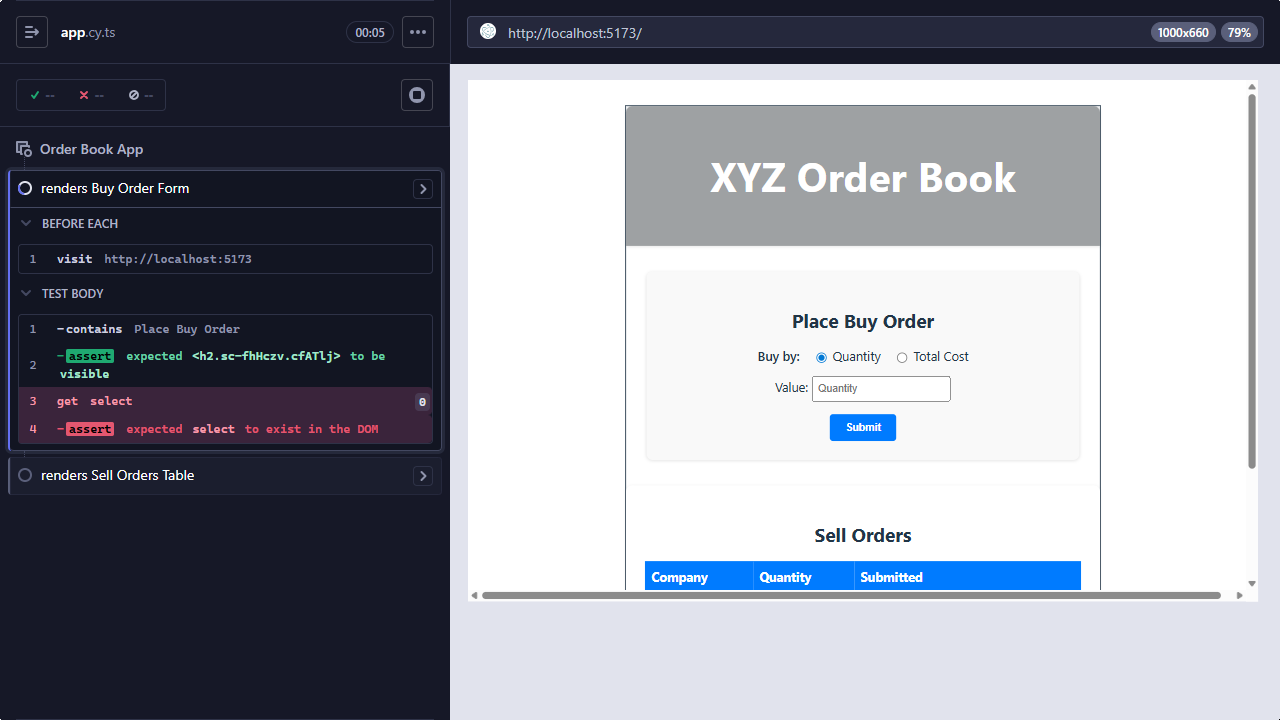 app.cy.ts
00:05
--
--
--
Order Book App
renders Buy Order Form
BEFORE EACH
1 visit http://localhost:5173
TEST BODY
1 -contains Place Buy Order
2 -assert expected <h2.sc-fhHczv.cfATlj> to be
visible
3 get select 0
4 -assert expected select to exist in the DOM
renders Sell Orders Table
http://localhost:5173/
1000x660
79%
XYZ Order Book
Place Buy Order
Buy by: Quantity Total Cost
Value: Quantity
Submit
Sell Orders
Company Quantity Submitted